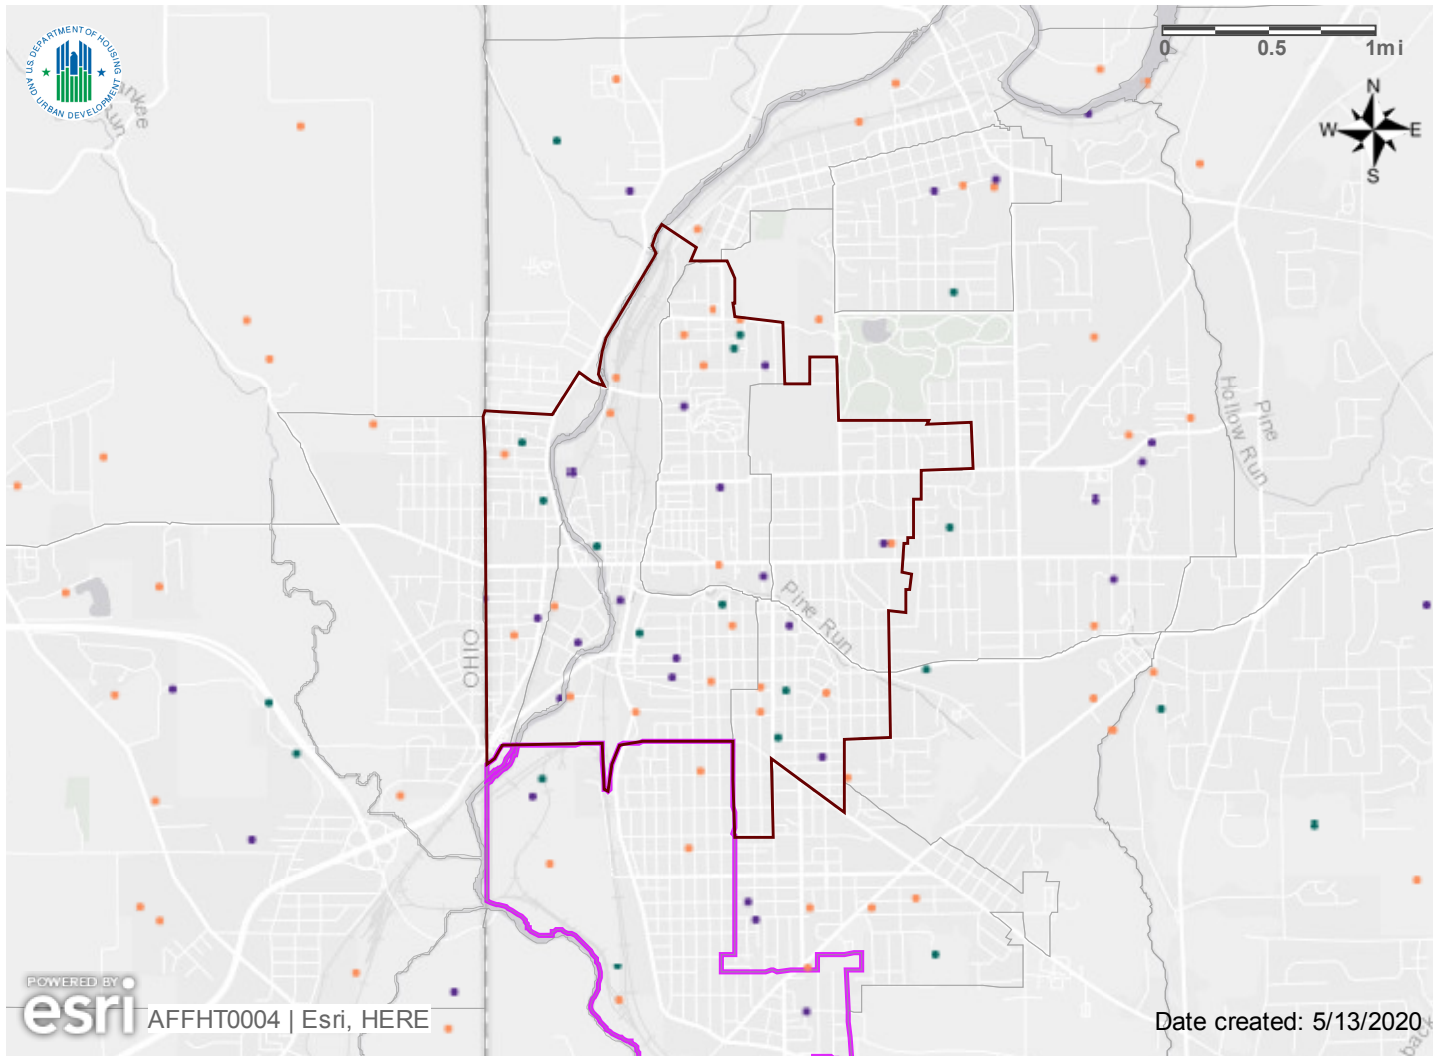 U.S. DEPARTMENT OF HOUSING
AND URBAN DEVELOPMENT
0 0.5 1mi
N
W E
S
Run
Pine
Hollow Run
Pine Run
OHIO
POWERED BY
esri
AFFHT0004 | Esri, HERE
Date created: 5/13/2020